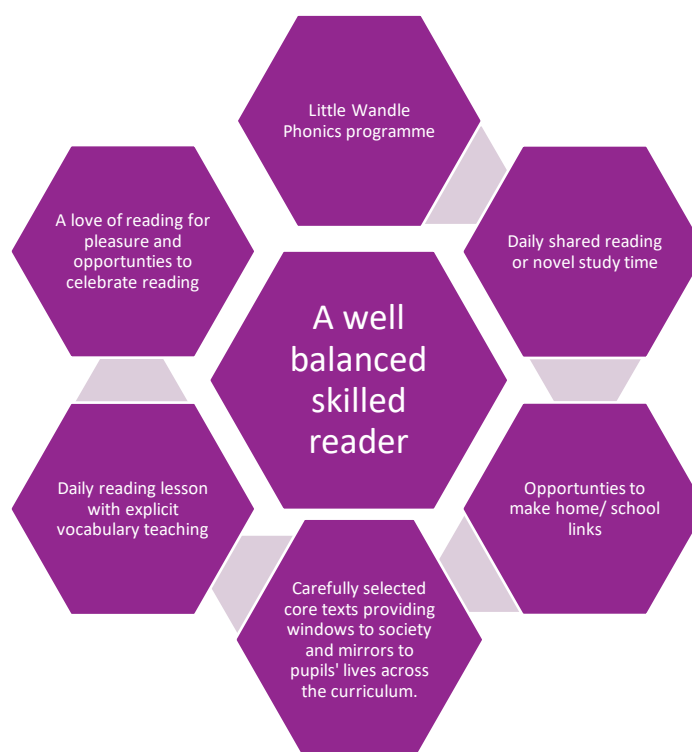 Little Wandle
Phonics programme
Daily shared reading
or novel study time
Opportunties to
make home/ school
links
Carefully selected
core texts providing
windows to society
and mirrors to
pupils' lives across
the curriculum.
Daily reading lesson
with explicit
vocabulary teaching
A love of reading for
pleasure and
opportunties to
celebrate reading
A well
balanced
skilled
reader